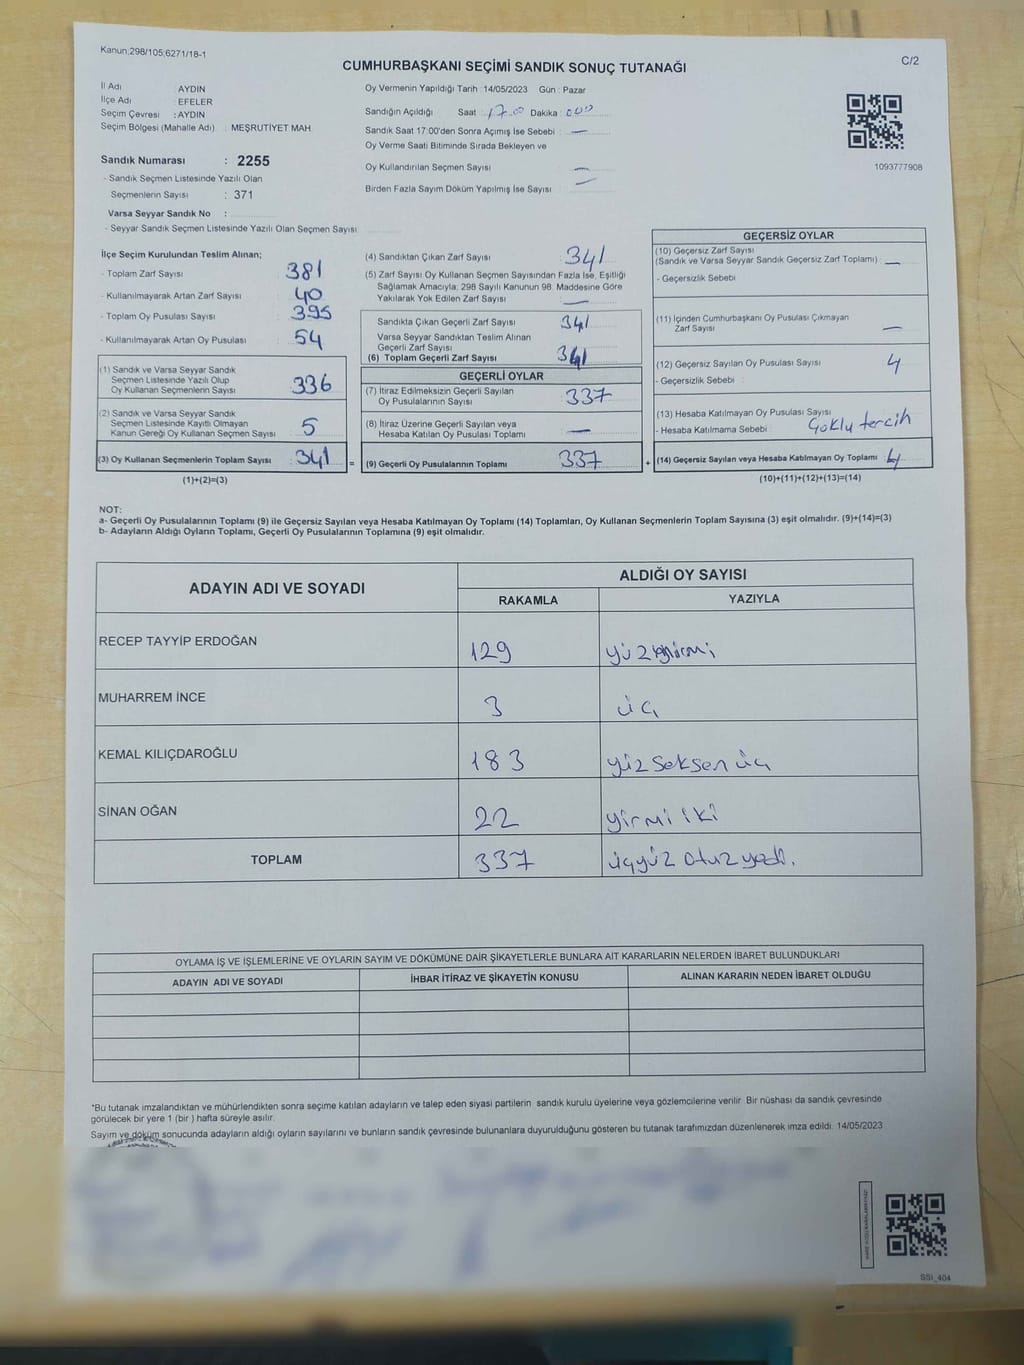 Kanun;298/105;6271/18-1
C/2
CUMHURBAŞKANI SEÇİMİ SANDIK SONUÇ TUTANAĞI
İl Adı : AYDIN
İlçe Adı : EFELER
Seçim Çevresi : AYDIN
Seçim Bölgesi (Mahalle Adı) : MEŞRUTİYET MAH
Sandık Numarası : 2255
- Sandık Seçmen Listesinde Yazılı Olan
Seçmenlerin Sayısı : 371
Varsa Seyyar Sandık No :
- Seyyar Sandık Seçmen Listesinde Yazılı Olan Seçmen Sayısı:
Oy Vermenin Yapıldığı Tarih : 14/05/2023 Gün : Pazar
Sandığın Açıldığı Saat : 17.00 Dakika : 00
Sandık Saat 17:00'den Sonra Açımış İse Sebebi : —
Oy Verme Saati Bitiminde Sırada Bekleyen ve
Oy Kullandırılan Seçmen Sayısı : —
Birden Fazla Sayım Döküm Yapılmış İse Sayısı : —
1093777908
İlçe Seçim Kurulundan Teslim Alınan;
- Toplam Zarf Sayısı : 381
- Kullanılmayarak Artan Zarf Sayısı : 40
- Toplam Oy Pusulası Sayısı : 395
- Kullanılmayarak Artan Oy Pusulası : 54
(1) Sandık ve Varsa Seyyar Sandık
Seçmen Listesinde Yazılı Olup
Oy Kullanan Seçmenlerin Sayısı : 336
(2) Sandık ve Varsa Seyyar Sandık
Seçmen Listesinde Kayıtlı Olmayan
Kanun Gereği Oy Kullanan Seçmen Sayısı : 5
(3) Oy Kullanan Seçmenlerin Toplam Sayısı : 341
(1)+(2)=(3)
(4) Sandıktan Çıkan Zarf Sayısı : 341
(5) Zarf Sayısı Oy Kullanan Seçmen Sayısından Fazla İse, Eşitliği
Sağlamak Amacıyla; 298 Sayılı Kanunun 98. Maddesine Göre
Yakılarak Yok Edilen Zarf Sayısı : —
Sandıkta Çıkan Geçerli Zarf Sayısı : 341
Varsa Seyyar Sandıktan Teslim Alınan
Geçerli Zarf Sayısı :
(6) Toplam Geçerli Zarf Sayısı : 341
GEÇERLİ OYLAR
(7) İtiraz Edilmeksizin Geçerli Sayılan
Oy Pusulalarının Sayısı : 337
(8) İtiraz Üzerine Geçerli Sayılan veya
Hesaba Katılan Oy Pusulası Toplamı : —
= (9) Geçerli Oy Pusulalarının Toplamı : 337
GEÇERSİZ OYLAR
(10) Geçersiz Zarf Sayısı
(Sandık ve Varsa Seyyar Sandık Geçersiz Zarf Toplamı) : —
- Geçersizlik Sebebi
(11) İçinden Cumhurbaşkanı Oy Pusulası Çıkmayan
Zarf Sayısı : —
(12) Geçersiz Sayılan Oy Pusulası Sayısı : 4
- Geçersizlik Sebebi
(13) Hesaba Katılmayan Oy Pusulası Sayısı
- Hesaba Katılmama Sebebi : Çoklu tercih
+ (14) Geçersiz Sayılan veya Hesaba Katılmayan Oy Toplamı : 4
(10)+(11)+(12)+(13)=(14)
NOT:
a- Geçerli Oy Pusulalarının Toplamı (9) ile Geçersiz Sayılan veya Hesaba Katılmayan Oy Toplamı (14) Toplamları, Oy Kullanan Seçmenlerin Toplam Sayısına (3) eşit olmalıdır. (9)+(14)=(3)
b- Adayların Aldığı Oyların Toplamı, Geçerli Oy Pusulalarının Toplamına (9) eşit olmalıdır.
ADAYIN ADI VE SOYADI
ALDIĞI OY SAYISI
RAKAMLA YAZIYLA
RECEP TAYYİP ERDOĞAN 129
MUHARREM İNCE 3 üç
KEMAL KILIÇDAROĞLU 183 yüz seksen üç
SİNAN OĞAN 22 yirmi iki
TOPLAM 337 üçyüz otuz yedi.
OYLAMA İŞ VE İŞLEMLERİNE VE OYLARIN SAYIM VE DÖKÜMÜNE DAİR ŞİKAYETLERLE BUNLARA AİT KARARLARIN NELERDEN İBARET BULUNDUKLARI
ADAYIN ADI VE SOYADI İHBAR İTİRAZ VE ŞİKAYETİN KONUSU ALINAN KARARIN NEDEN İBARET OLDUĞU
*Bu tutanak imzalandıktan ve mühürlendikten sonra seçime katılan adayların ve talep eden siyasi partilerin sandık kurulu üyelerine veya gözlemcilerine verilir. Bir nüshası da sandık çevresinde
görülecek bir yere 1 (bir ) hafta süreyle asılır.
Sayım ve döküm sonucunda adayların aldığı oyların sayılarını ve bunların sandık çevresinde bulunanlara duyurulduğunu gösteren bu tutanak tarafımızdan düzenlenerek imza edildi. 14/05/2023
SSI_404